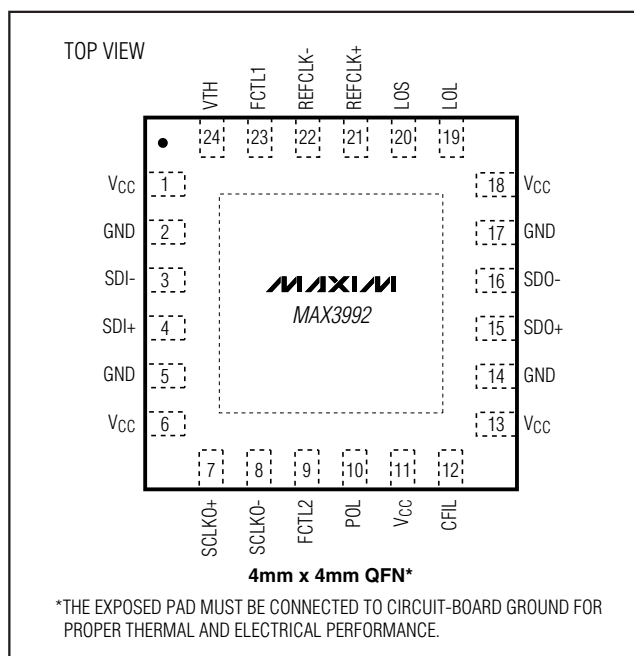 TOP VIEW
VTH
FCTL1
REFCLK-
REFCLK+
LOS
LOL
24 23 22 21 20 19
VCC 1
GND 2
SDI- 3
SDI+ 4
GND 5
VCC 6
18 VCC
17 GND
16 SDO-
15 SDO+
14 GND
13 VCC
MAXIM
MAX3992
7 8 9 10 11 12
SCLKO+
SCLKO-
FCTL2
POL
VCC
CFIL
4mm x 4mm QFN*
*THE EXPOSED PAD MUST BE CONNECTED TO CIRCUIT-BOARD GROUND FOR
PROPER THERMAL AND ELECTRICAL PERFORMANCE.